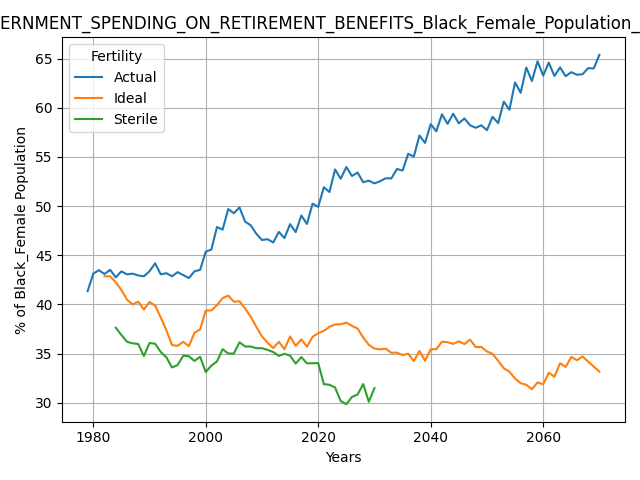 ERNMENT_SPENDING_ON_RETIREMENT_BENEFITS_Black_Female_Population_
Fertility
Actual
Ideal
Sterile
% of Black_Female Population
65
60
55
50
45
40
35
30
1980
2000
2020
2040
2060
Years